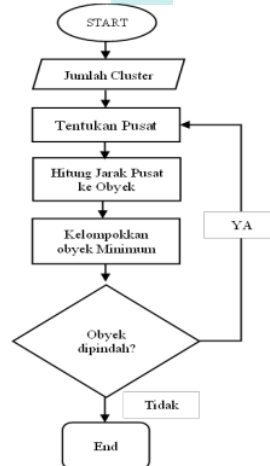 START
Jumlah Cluster
Tentukan Pusat
Hitung Jarak Pusat
ke Obyek
Kelompokkan
obyek Minimum
YA
Obyek
dipindah?
Tidak
End